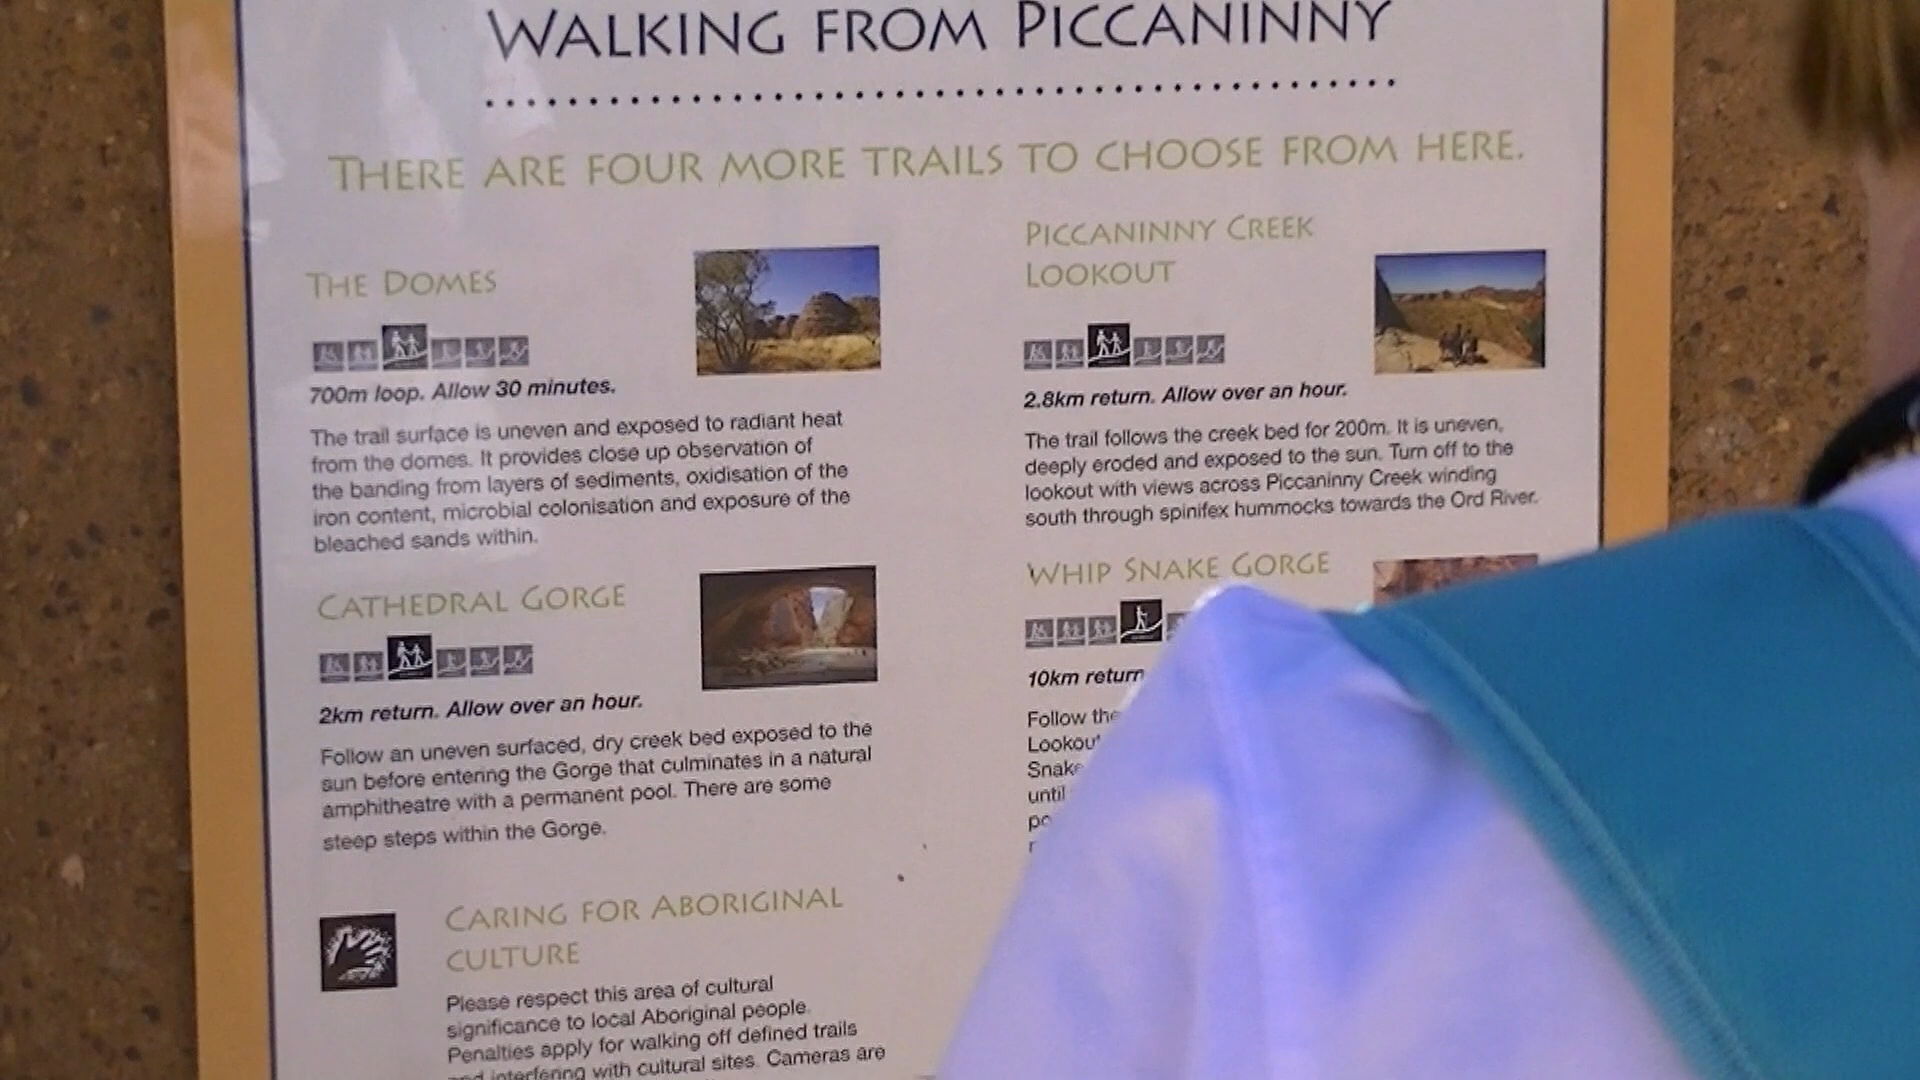 WALKING FROM PICCANINNY
THERE ARE FOUR MORE TRAILS TO CHOOSE FROM HERE.
THE DOMES
700m loop. Allow 30 minutes.
The trail surface is uneven and exposed to radiant heat
from the domes. It provides close up observation of
the banding from layers of sediments, oxidisation of the
iron content, microbial colonisation and exposure of the
bleached sands within.
CATHEDRAL GORGE
2km return. Allow over an hour.
Follow an uneven surfaced, dry creek bed exposed to the
sun before entering the Gorge that culminates in a natural
amphitheatre with a permanent pool. There are some
steep steps within the Gorge.
CARING FOR ABORIGINAL
CULTURE
Please respect this area of cultural
significance to local Aboriginal people.
Penalties apply for walking off defined trails
and interfering with cultural sites. Cameras are
PICCANINNY CREEK
LOOKOUT
2.8km return. Allow over an hour.
The trail follows the creek bed for 200m. It is uneven,
deeply eroded and exposed to the sun. Turn off to the
lookout with views across Piccaninny Creek winding
south through spinifex hummocks towards the Ord River.
WHIP SNAKE GORGE
10km return
Follow the
Lookout
Snake
until